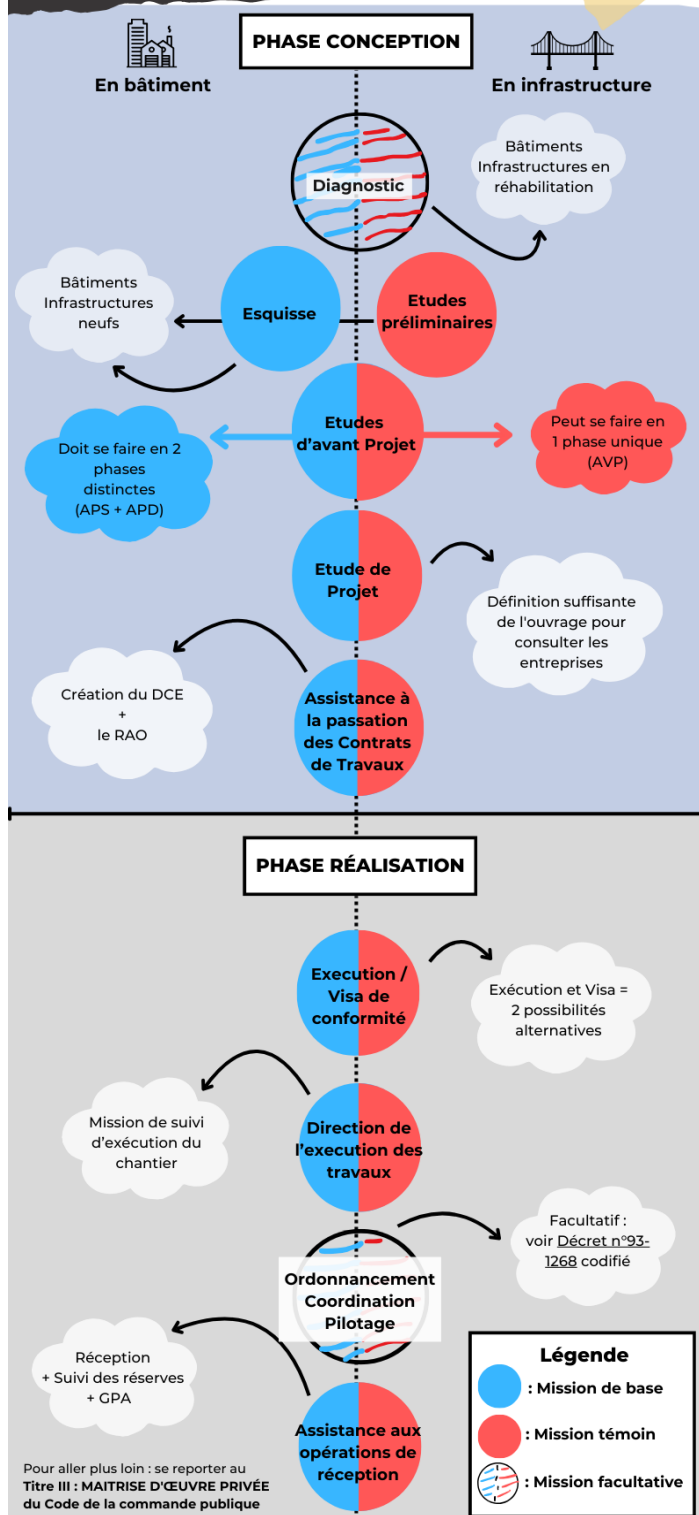 PHASE CONCEPTION
En bâtiment
En infrastructure
Diagnostic
Bâtiments
Infrastructures en
réhabilitation
Bâtiments
Infrastructures
neufs
Esquisse
Etudes
préliminaires
Doit se faire en 2
phases
distinctes
(APS + APD)
Etudes
d'avant Projet
Peut se faire en
1 phase unique
(AVP)
Etude de
Projet
Définition suffisante
de l'ouvrage pour
consulter les
entreprises
Création du DCE
+
le RAO
Assistance à
la passation
des Contrats
de Travaux
PHASE RÉALISATION
Execution /
Visa de
conformité
Exécution et Visa =
2 possibilités
alternatives
Mission de suivi
d'exécution du
chantier
Direction de
l'execution des
travaux
Facultatif :
voir Décret n°93-
1268 codifié
Ordonnancement
Coordination
Pilotage
Réception
+ Suivi des réserves
+ GPA
Assistance aux
opérations de
réception
Légende
: Mission de base
: Mission témoin
: Mission facultative
Pour aller plus loin : se reporter au
Titre III : MAITRISE D'ŒUVRE PRIVÉE
du Code de la commande publique